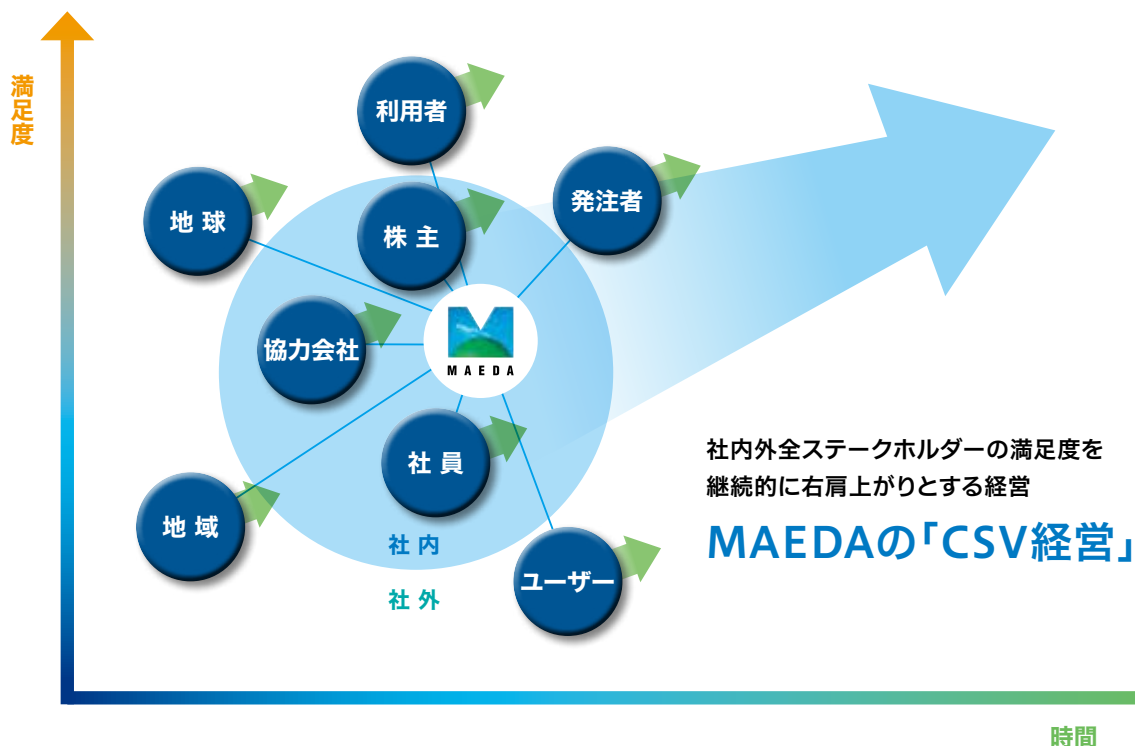 満足度
利用者
発注者
地球
株主
協力会社
MAEDA
社員
地域
社内
ユーザー
社外
社内外全ステークホルダーの満足度を
継続的に右肩上がりとする経営
MAEDAの「CSV経営」
時間